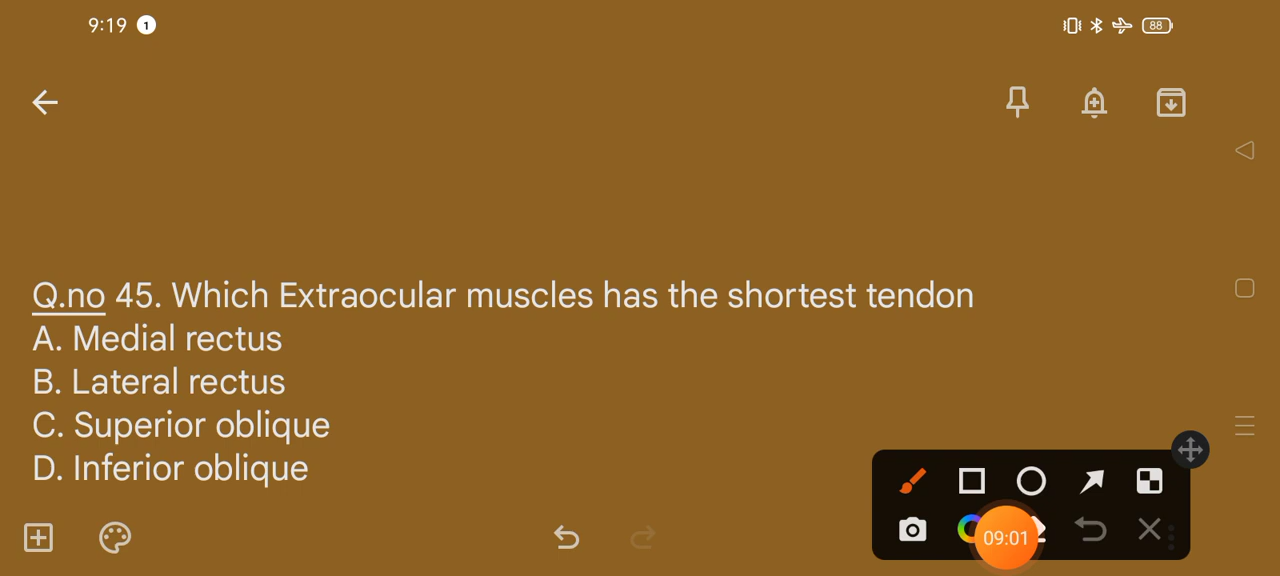 9:19 1
88
Q.no 45. Which Extraocular muscles has the shortest tendon
A. Medial rectus
B. Lateral rectus
C. Superior oblique
D. Inferior oblique
09:01